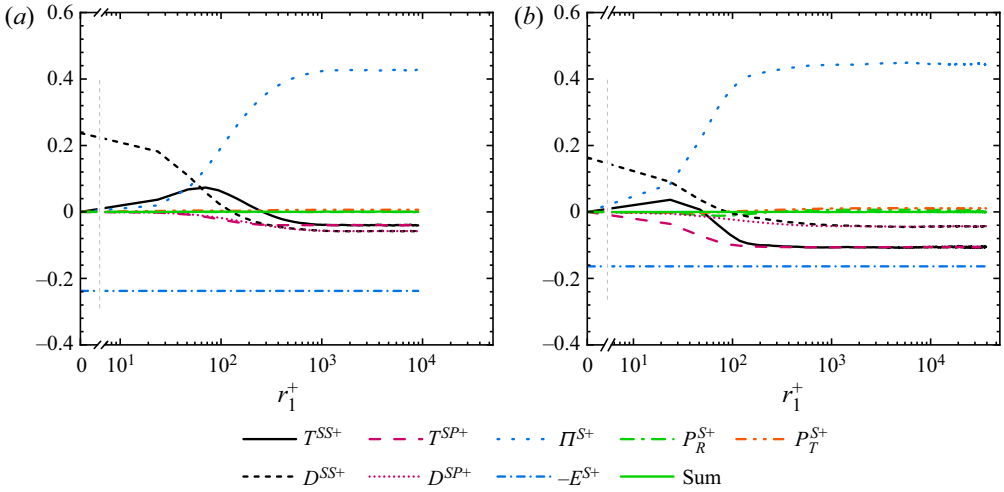 (a)
0.6
0.4
0.2
0
–0.2
–0.4
0
10^1
10^2
10^3
10^4
r_1^+
(b)
0.6
0.4
0.2
0
–0.2
–0.4
0
10^1
10^2
10^3
10^4
r_1^+
T^{SS+}
T^{SP+}
Π^{S+}
P_R^{S+}
P_T^{S+}
D^{SS+}
D^{SP+}
–E^{S+}
Sum